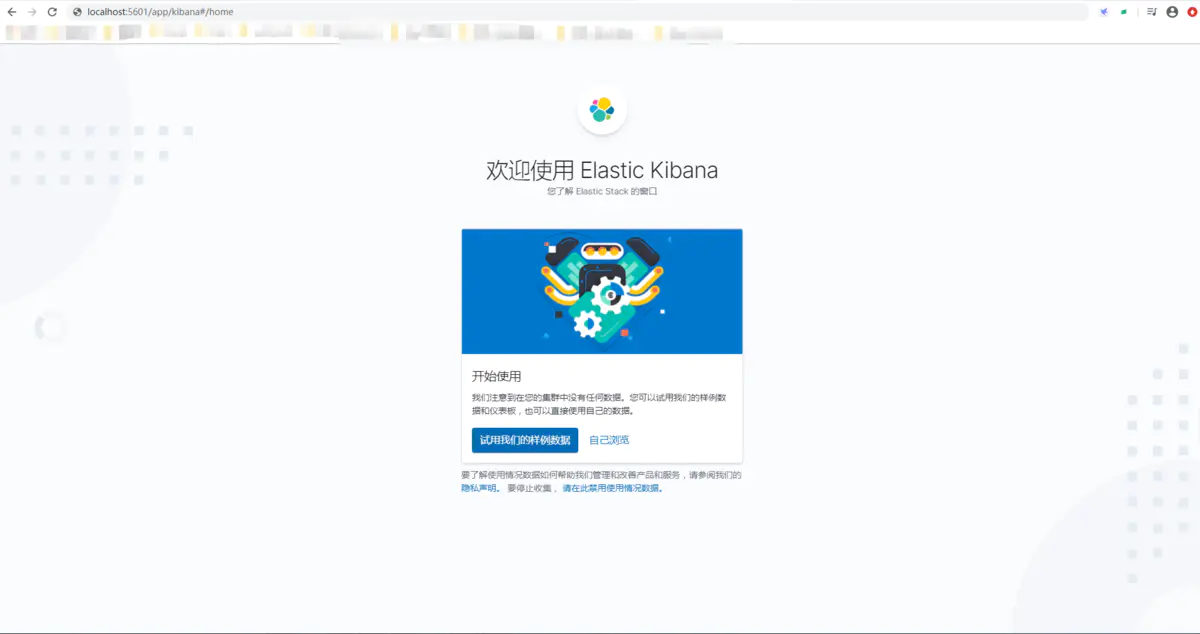 localhost:5601/app/kibana#/home
欢迎使用 Elastic Kibana
您了解 Elastic Stack 的窗口
开始使用
我们注意到在您的集群中没有任何数据。您可以试用我们的样例数
据和仪表板，也可以直接使用自己的数据。
试用我们的样例数据 自己浏览
要了解使用情况数据如何帮助我们管理和改善产品和服务，请参阅我们的
隐私声明。 要停止收集， 请在此禁用使用情况数据。